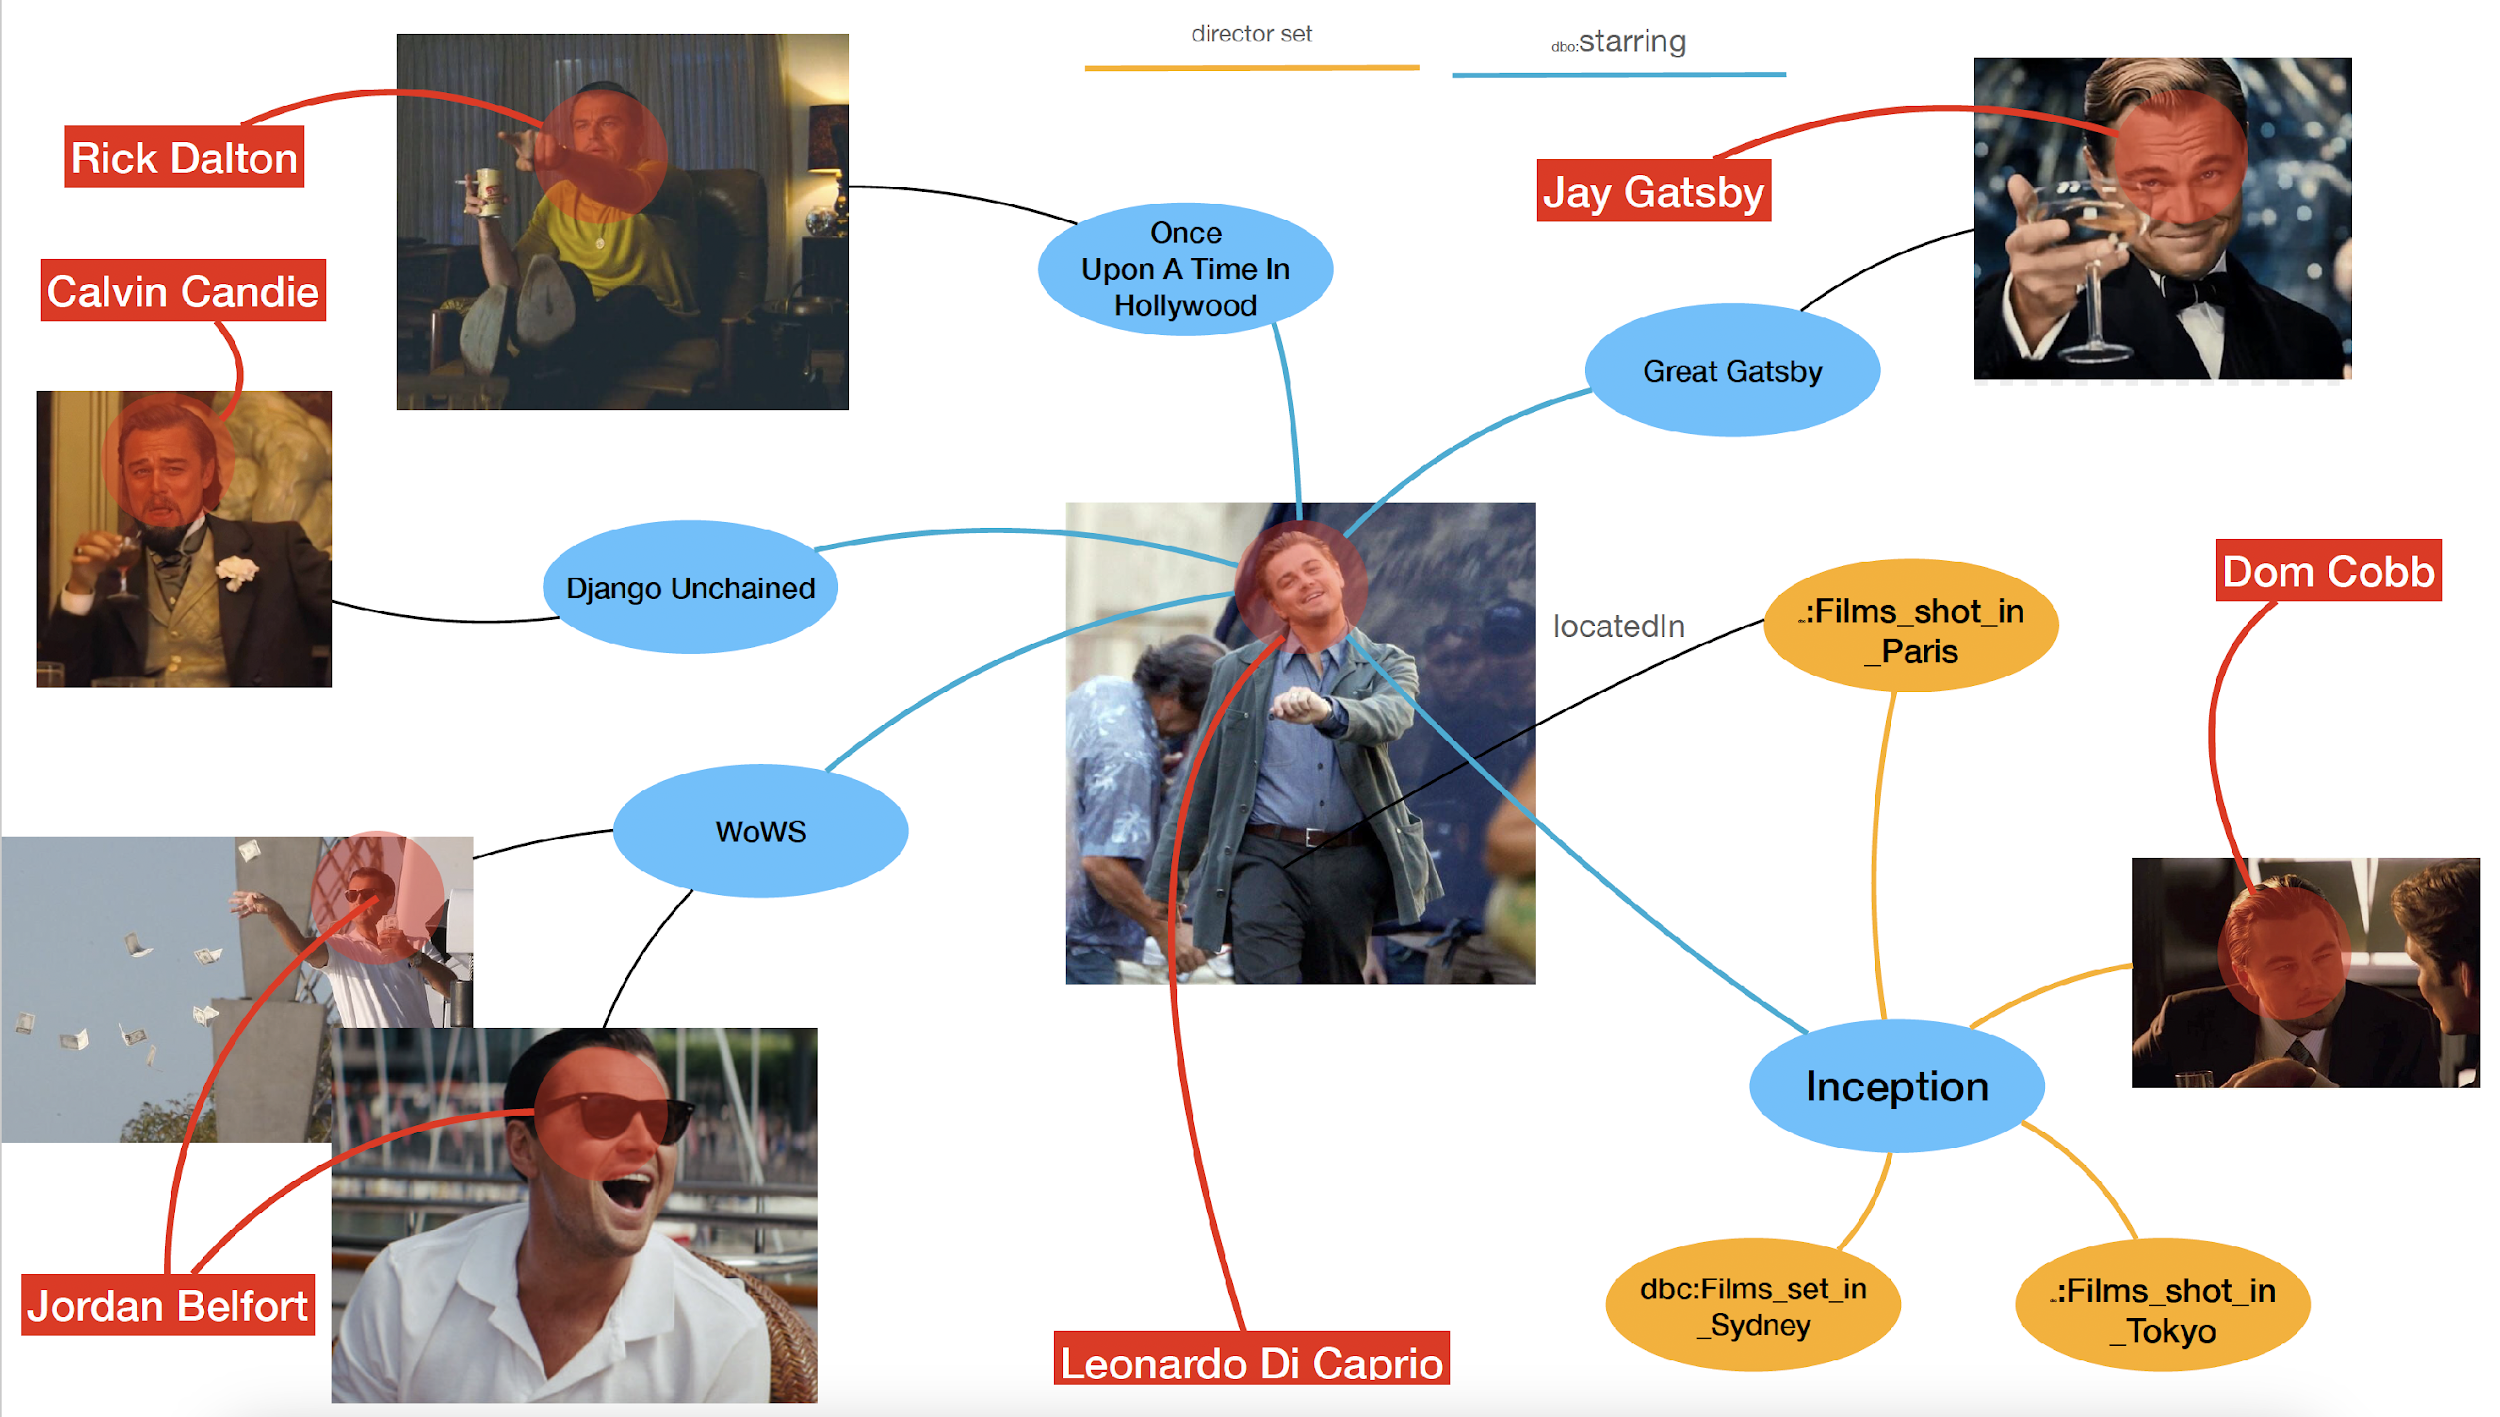 director set
dbo:starring
Rick Dalton
Jay Gatsby
Once
Upon A Time In
Hollywood
Calvin Candie
Great Gatsby
Django Unchained
Dom Cobb
:Films_shot_in
_Paris
locatedIn
WoWS
Inception
Jordan Belfort
dbc:Films_set_in
_Sydney
:Films_shot_in
_Tokyo
Leonardo Di Caprio